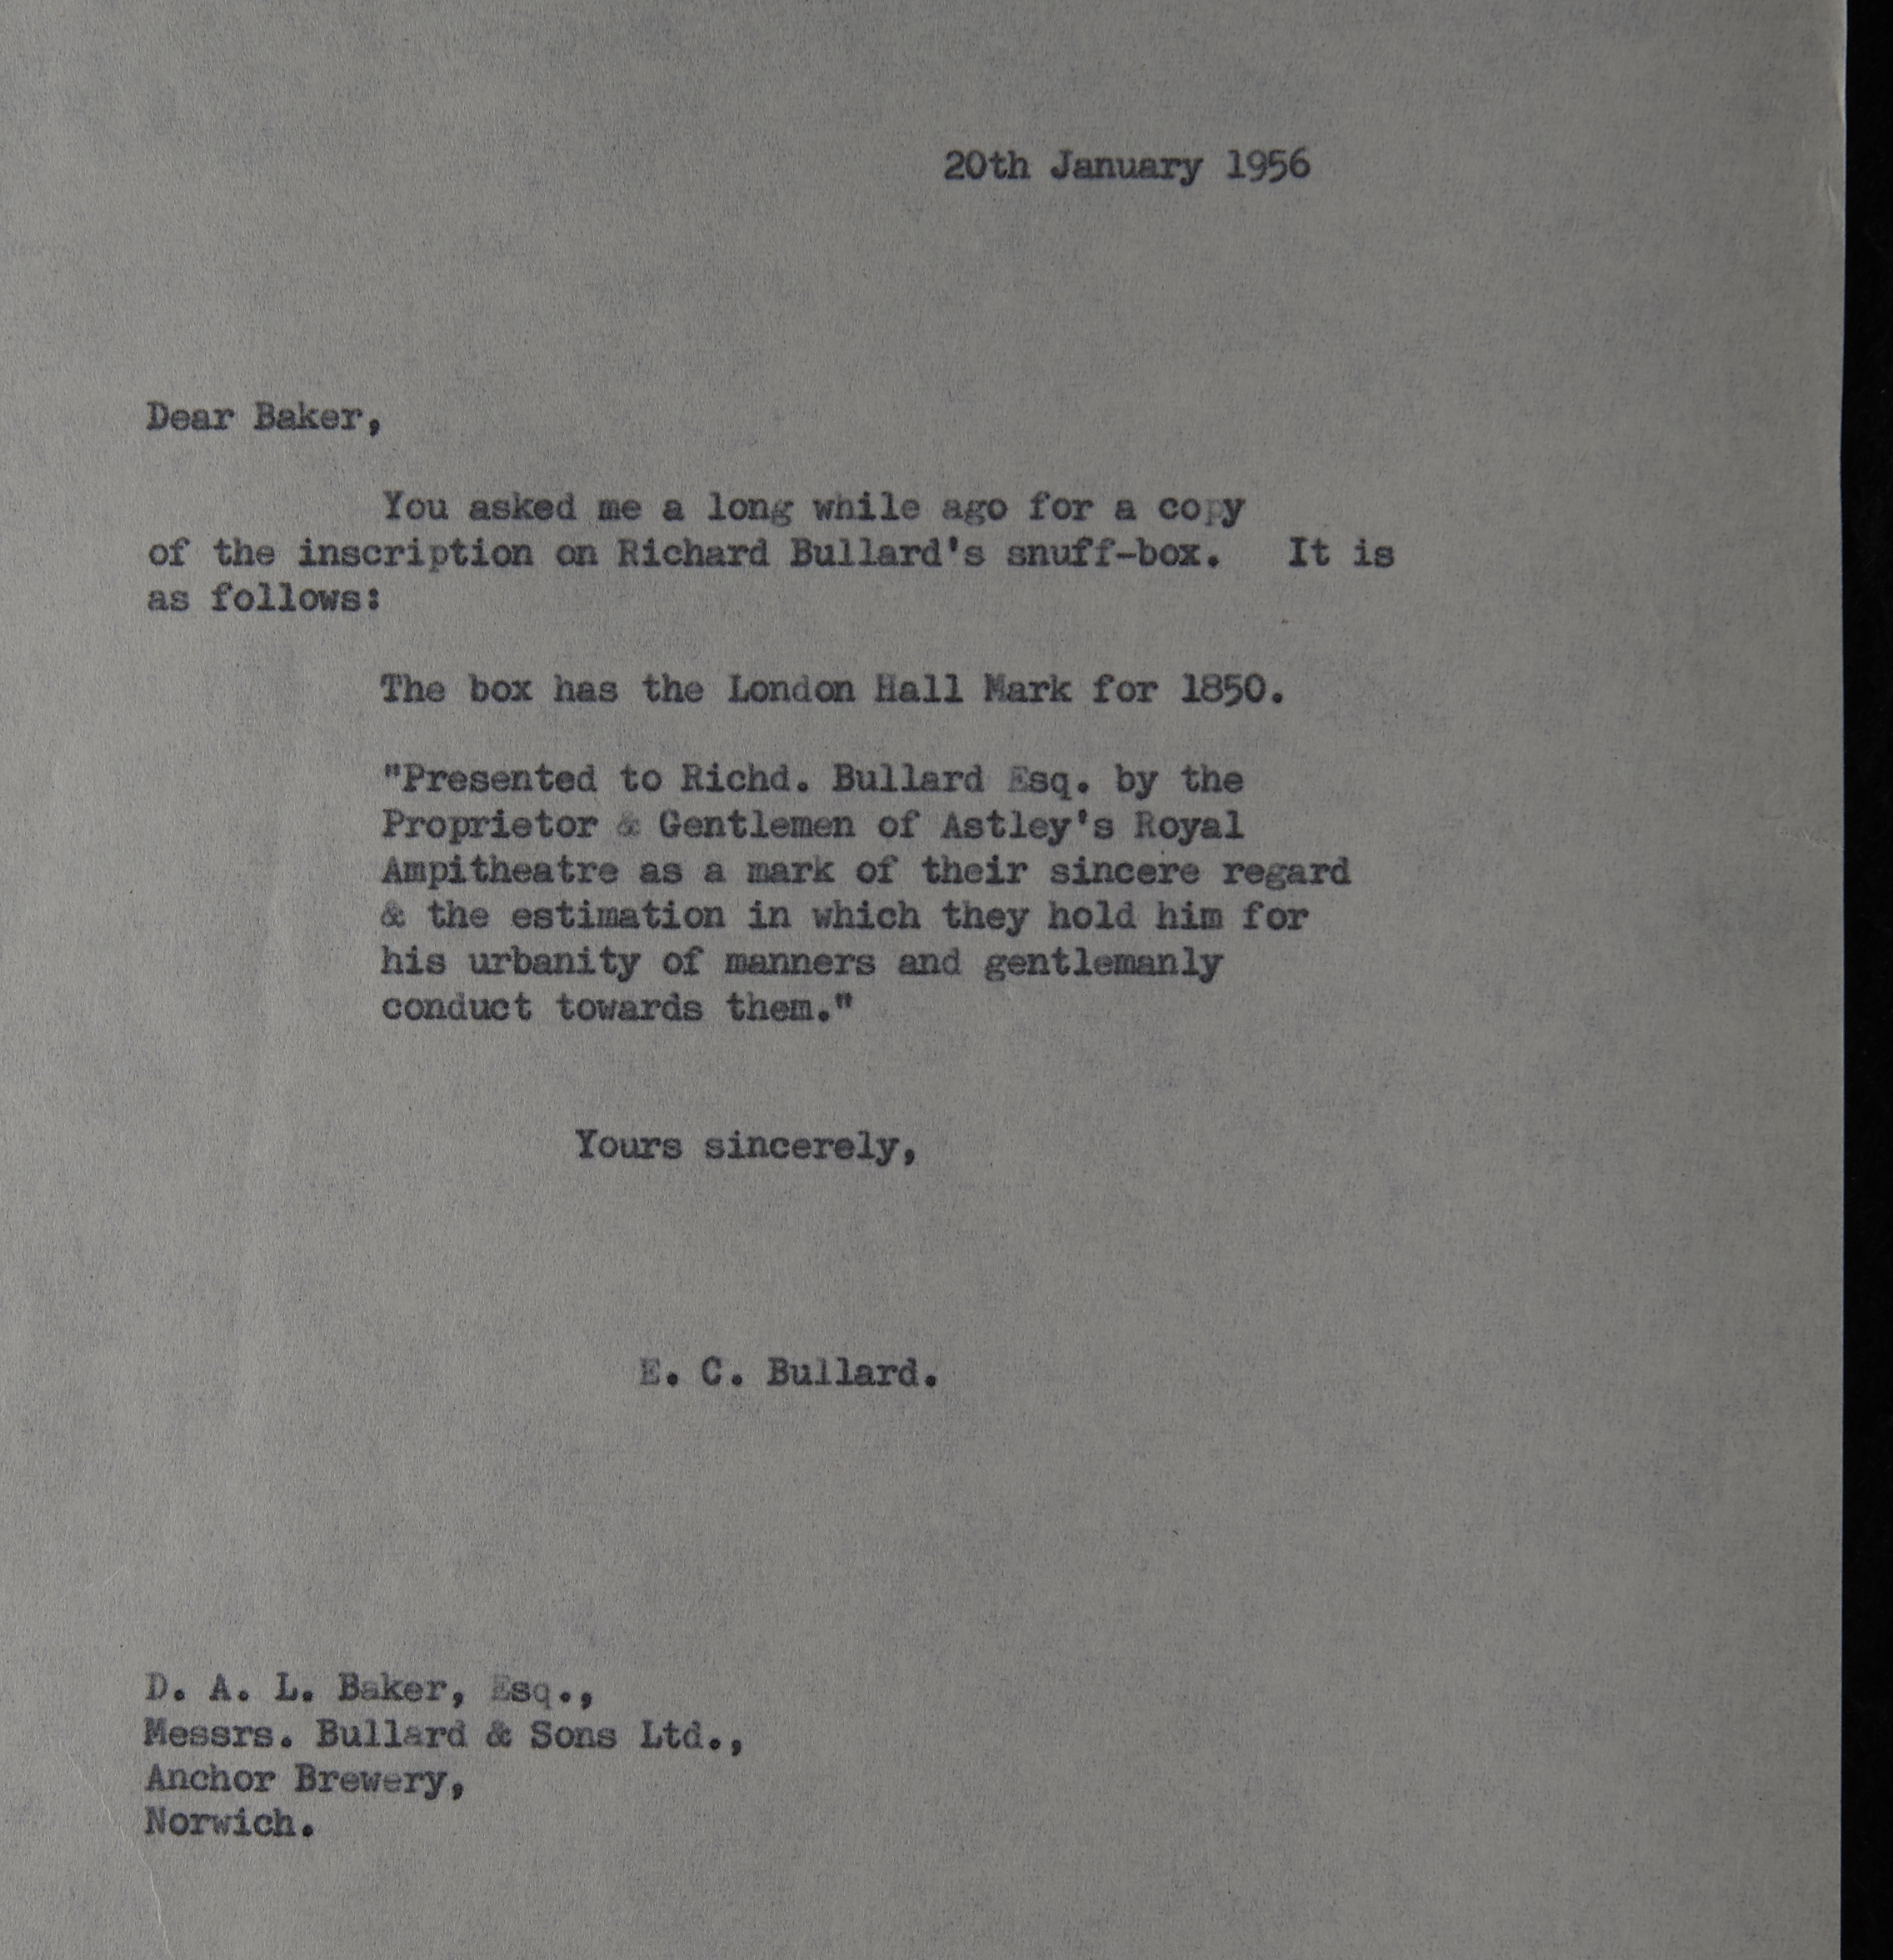 20th January 1956
Dear Baker,
You asked me a long while ago for a copy
of the inscription on Richard Bullard's snuff-box. It is
as follows:
The box has the London Hall Mark for 1850.
"Presented to Richd. Bullard Esq. by the
Proprietor & Gentlemen of Astley's Royal
Ampitheatre as a mark of their sincere regard
& the estimation in which they hold him for
his urbanity of manners and gentlemanly
conduct towards them."
Yours sincerely,
E. C. Bullard.
D. A. L. Baker, Esq.,
Messrs. Bullard & Sons Ltd.,
Anchor Brewery,
Norwich.